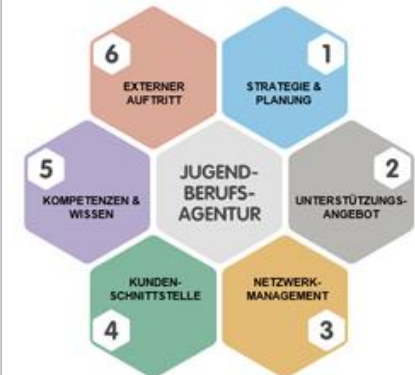 6
EXTERNER
AUFTRITT
1
STRATEGIE &
PLANUNG
5
KOMPETENZEN &
WISSEN
JUGEND-
BERUFS-
AGENTUR
2
UNTERSTÜTZUNGS-
ANGEBOT
KUNDEN-
SCHNITTSTELLE
4
NETZWERK-
MANAGEMENT
3